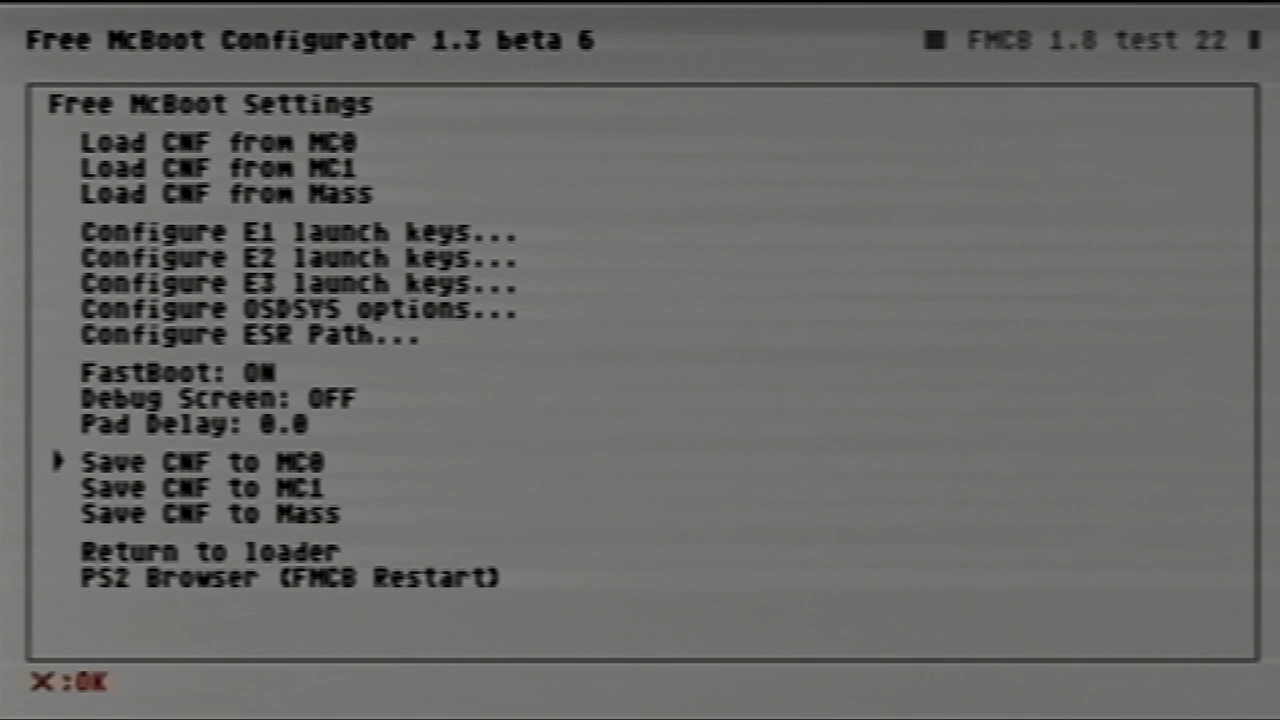 Free McBoot Configurator 1.3 beta 6
FMCB 1.8 test 22
Free McBoot Settings
Load CNF from MC0
Load CNF from MC1
Load CNF from Mass
Configure E1 launch keys...
Configure E2 launch keys...
Configure E3 launch keys...
Configure OSDSYS options...
Configure ESR Path...
FastBoot: ON
Debug Screen: OFF
Pad Delay: 0.0
Save CNF to MC0
Save CNF to MC1
Save CNF to Mass
Return to loader
PS2 Browser (FMCB Restart)
×:OK